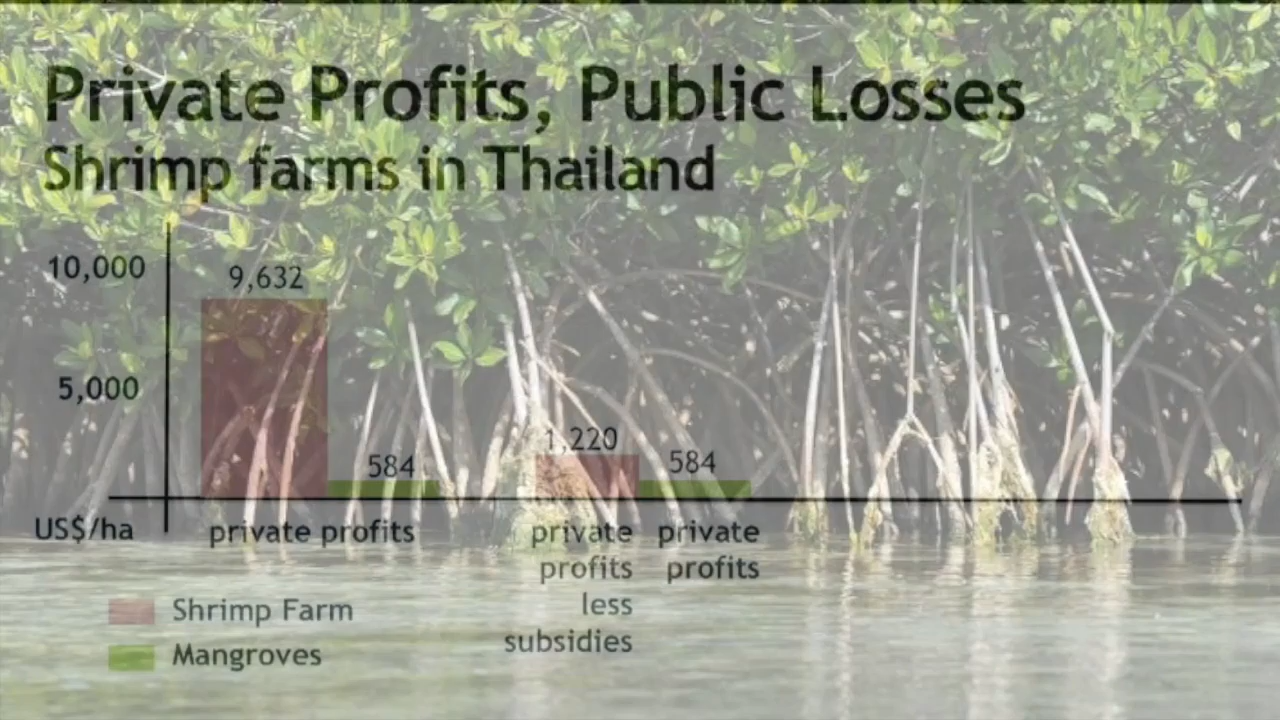 Private Profits, Public Losses
Shrimp farms in Thailand
10,000
9,632
5,000
1,220
584
584
US$/ha
private profits
private private
profits profits
less
subsidies
Shrimp Farm
Mangroves